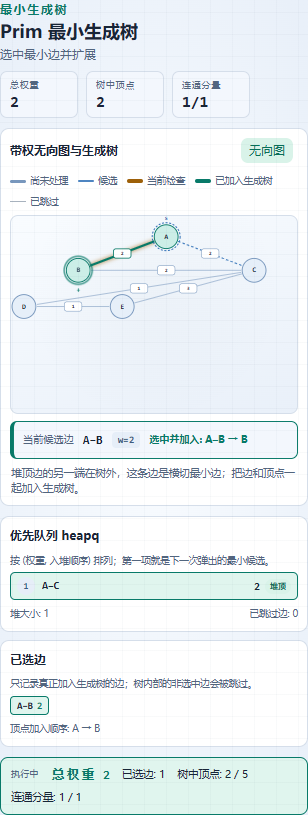 最小生成树
Prim 最小生成树
选中最小边并扩展
总权重
2
树中顶点
2
连通分量
1/1
带权无向图与生成树
无向图
尚未处理 候选 当前检查 已加入生成树
已跳过
S
A
2 2
B 2 C
1 3
D 1 E
当前候选边 A–B w=2 选中并加入: A–B → B
堆顶边的另一端在树外，这条边是横切最小边；把边和顶点一
起加入生成树。
优先队列 heapq
按 (权重, 入堆顺序) 排列；第一项就是下一次弹出的最小候选。
1 A–C 2 堆顶
堆大小: 1 已跳过边: 0
已选边
只记录真正加入生成树的边；树内部的非选中边会被跳过。
A–B 2
顶点加入顺序: A → B
执行中 总权重 2 已选边: 1 树中顶点: 2 / 5
连通分量: 1 / 1